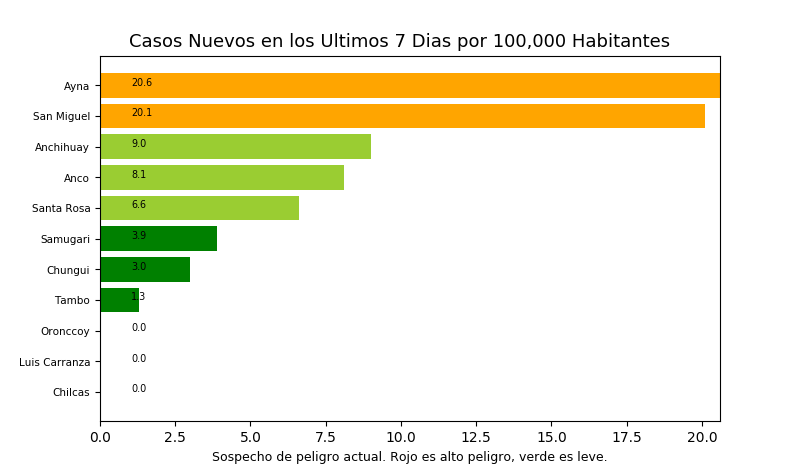 Casos Nuevos en los Ultimos 7 Dias por 100,000 Habitantes
Ayna 20.6
San Miguel 20.1
Anchihuay 9.0
Anco 8.1
Santa Rosa 6.6
Samugari 3.9
Chungui 3.0
Tambo 1.3
Oronccoy 0.0
Luis Carranza 0.0
Chilcas 0.0
0.0 2.5 5.0 7.5 10.0 12.5 15.0 17.5 20.0
Sospecho de peligro actual. Rojo es alto peligro, verde es leve.